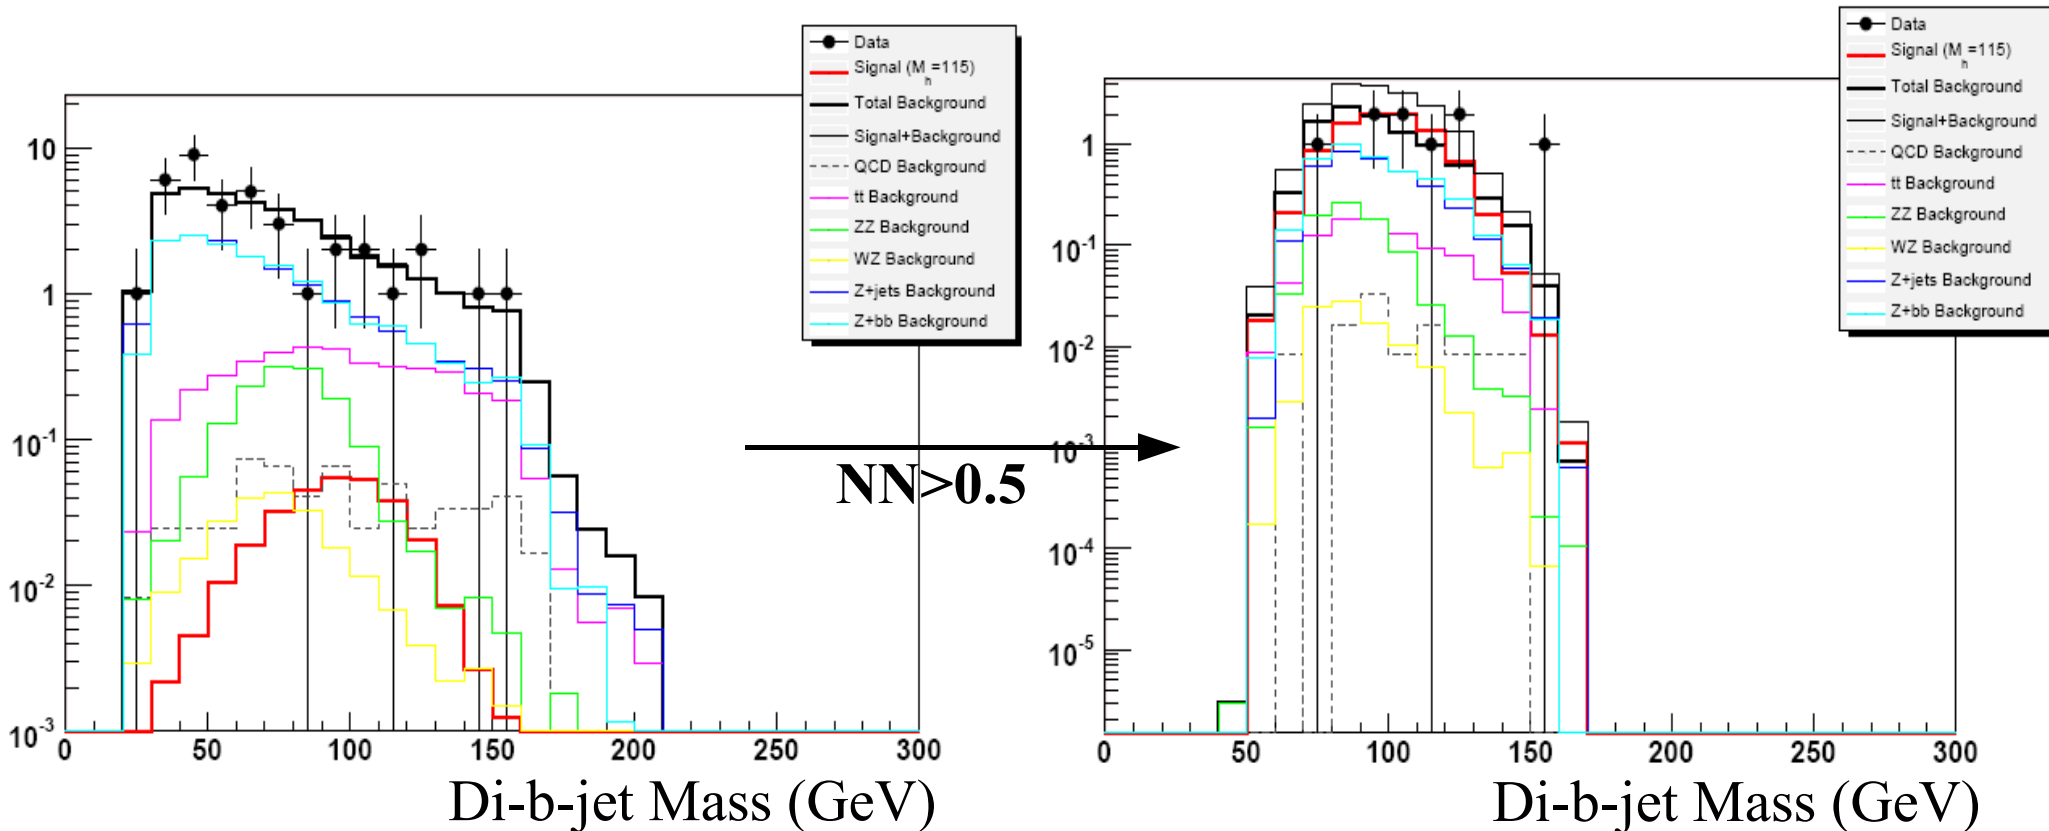 Data
Signal (M_h=115)
Total Background
Signal+Background
QCD Background
tt Background
ZZ Background
WZ Background
Z+jets Background
Z+bb Background
10
1
10^-1
10^-2
10^-3
0 50 100 150 200 250 300
Di-b-jet Mass (GeV)
NN>0.5
Data
Signal (M_h=115)
Total Background
Signal+Background
QCD Background
tt Background
ZZ Background
WZ Background
Z+jets Background
Z+bb Background
1
10^-1
10^-2
10^-3
10^-4
10^-5
0 50 100 150 200 250 300
Di-b-jet Mass (GeV)